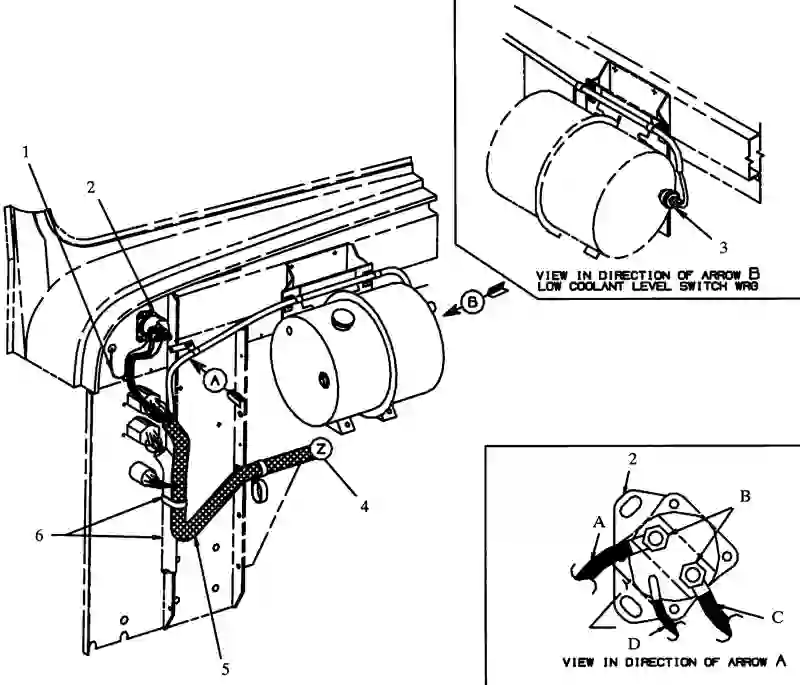 1
2
3
VIEW IN DIRECTION OF ARROW B
LOW COOLANT LEVEL SWITCH WRG
B
A
Z
4
6
5
2
B
A
C
D
VIEW IN DIRECTION OF ARROW A